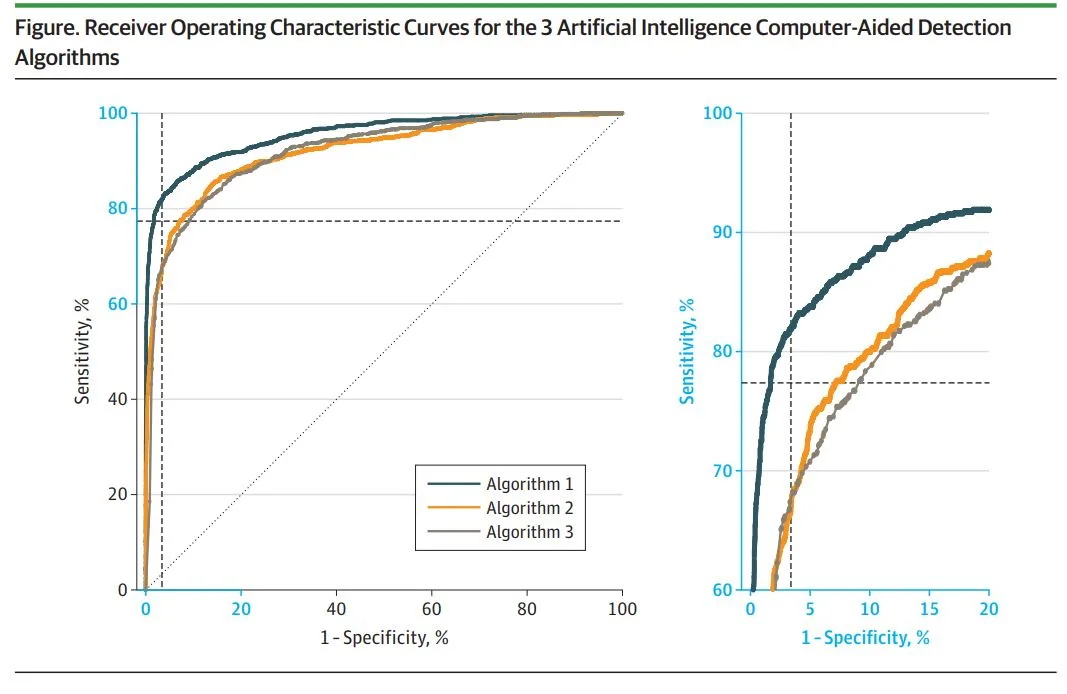 Figure. Receiver Operating Characteristic Curves for the 3 Artificial Intelligence Computer-Aided Detection
Algorithms
100
80
60
40
20
0
Sensitivity, %
0 20 40 60 80 100
1 – Specificity, %
Algorithm 1
Algorithm 2
Algorithm 3
100
90
80
70
60
Sensitivity, %
0 5 10 15 20
1 – Specificity, %